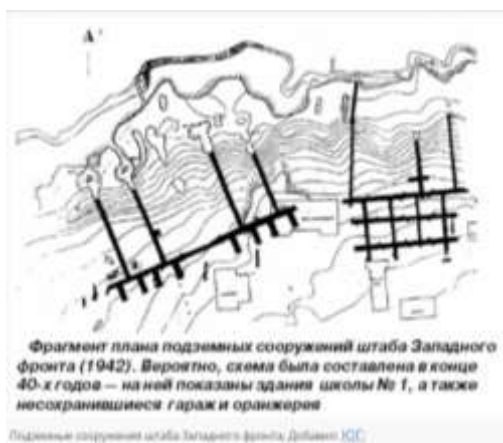 А
Фрагмент плана подземных сооружений штаба Западного
фронта (1942). Вероятно, схема была составлена в конце
40-х годов — на ней показаны здания школы № 1, а также
несохранившиеся гараж и оранжерея
Подземные сооружения штаба Западного фронта. Добавил: ЮС